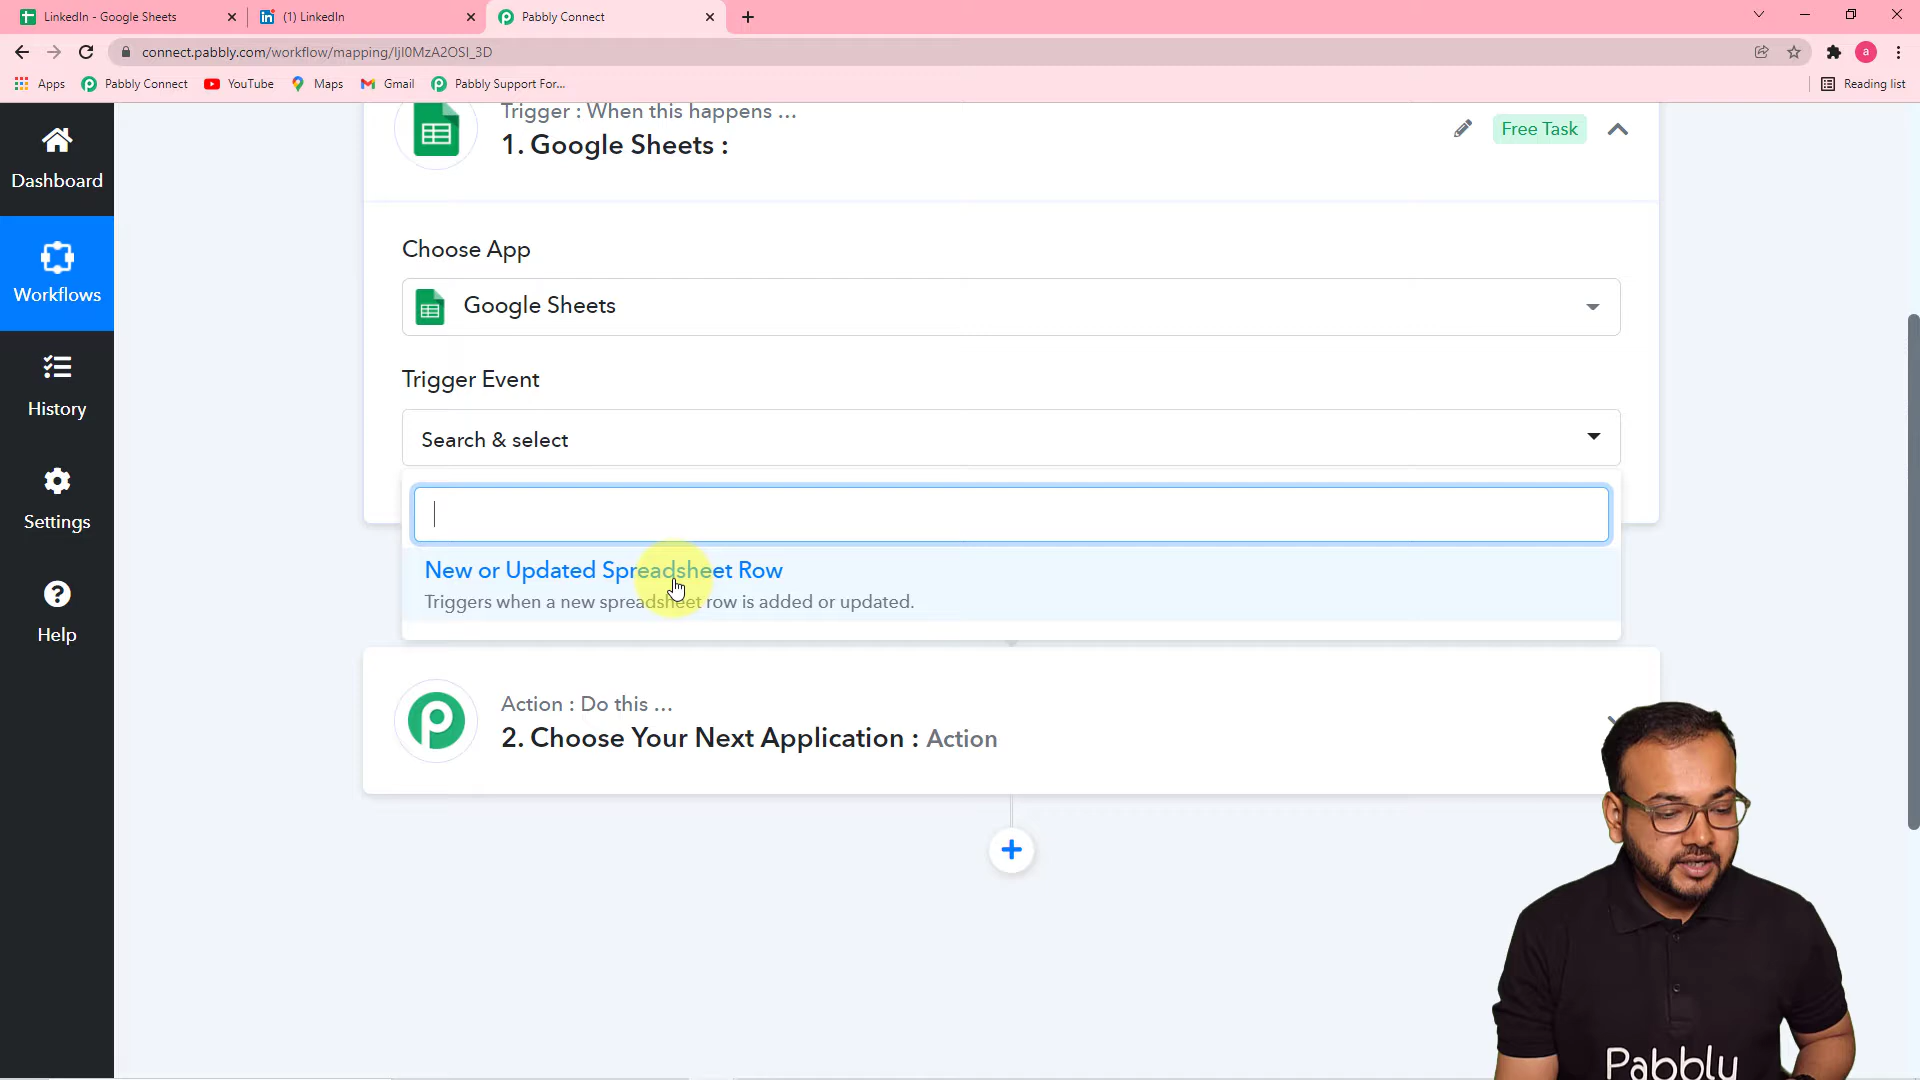 LinkedIn - Google Sheets
(1) LinkedIn
Pabbly Connect
connect.pabbly.com/workflow/mapping/IjI0MzA2OSI_3D
a
Apps
Pabbly Connect
YouTube
Maps
Gmail
Pabbly Support For...
Reading list
Dashboard
Workflows
History
Settings
Help
Trigger : When this happens ...
1. Google Sheets :
Free Task
Choose App
Google Sheets
Trigger Event
Search & select
New or Updated Spreadsheet Row
Triggers when a new spreadsheet row is added or updated.
Action : Do this ...
2. Choose Your Next Application : Action
Pabbly